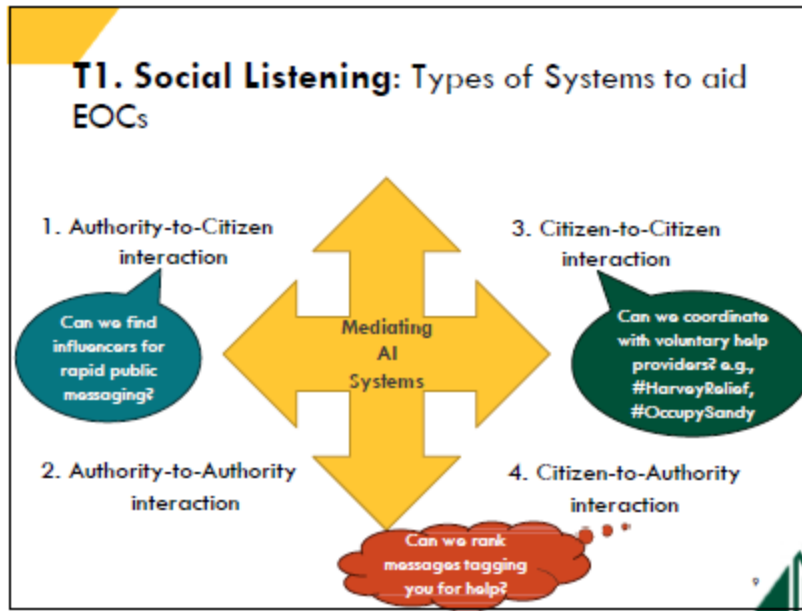 T1. Social Listening: Types of Systems to aid
EOCs
1. Authority-to-Citizen
interaction
Can we find
influencers for
rapid public
messaging?
3. Citizen-to-Citizen
interaction
Can we coordinate
with voluntary help
providers? e.g.,
#HarveyRelief,
#OccupySandy
Mediating
AI
Systems
2. Authority-to-Authority
interaction
4. Citizen-to-Authority
interaction
Can we rank
messages tagging
you for help?
9